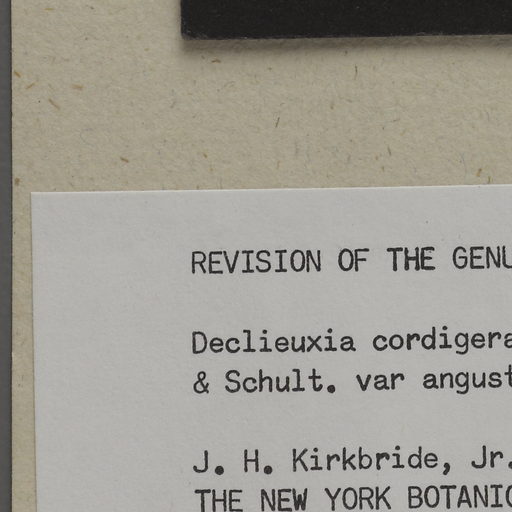 REVISION OF THE GENU
Declieuxia cordigera
& Schult. var angust
J. H. Kirkbride, Jr.
THE NEW YORK BOTANIC